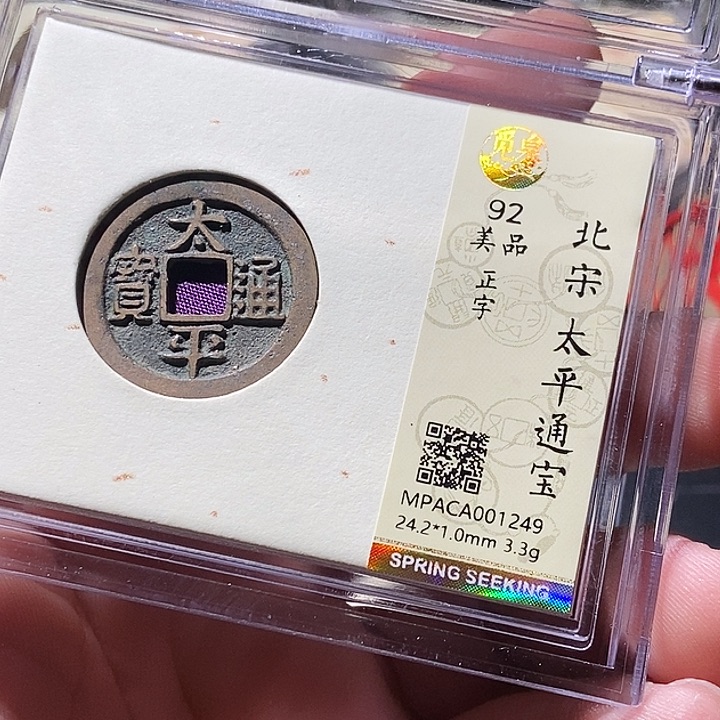 太平通寳
觅泉
92
美品
正字
北宋 太平通宝
MPACA001249
24.2*1.0mm 3.3g
SPRING SEEKING